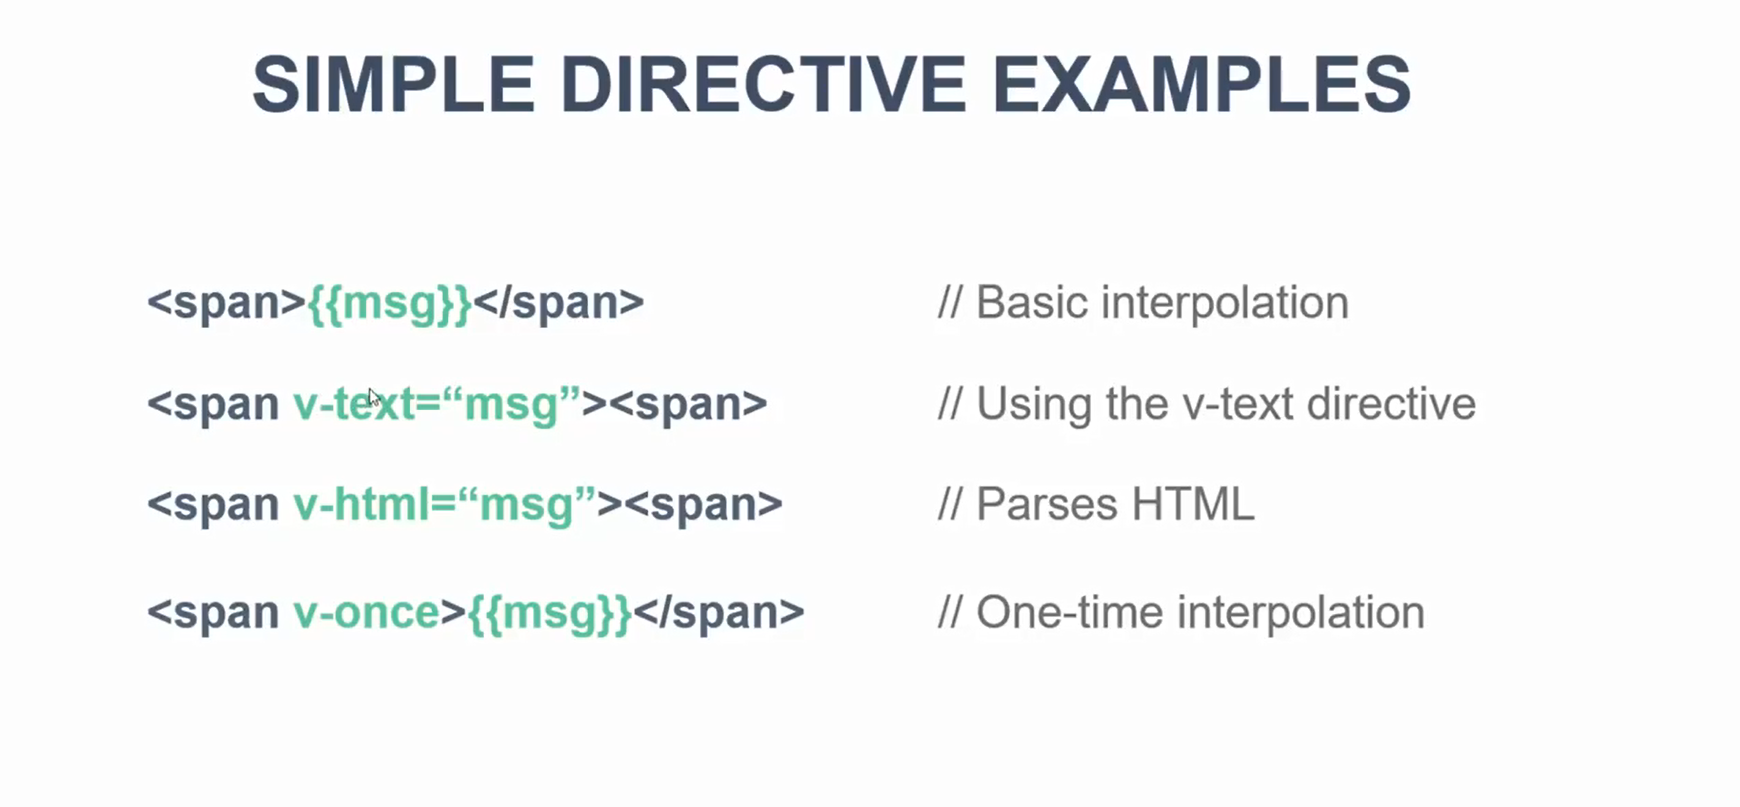 SIMPLE DIRECTIVE EXAMPLES
<span>{{msg}}</span> // Basic interpolation
<span v-text=“msg”><span> // Using the v-text directive
<span v-html=“msg”><span> // Parses HTML
<span v-once>{{msg}}</span> // One-time interpolation